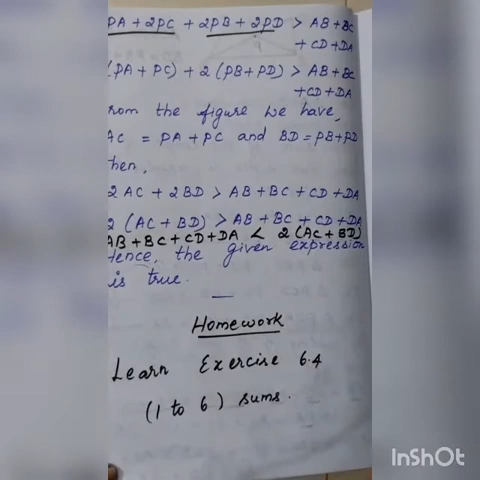 PA + 2PC + 2PB + 2PD > AB + BC
+ CD + DA
(PA + PC) + 2 (PB + PD) > AB + BC
+ CD + DA
rom the figure we have,
AC = PA + PC and BD = PB + PD
hen,
2 AC + 2 BD > AB + BC + CD + DA
2 (AC + BD) > AB + BC + CD + DA
AB + BC + CD + DA < 2 (AC + BD)
Hence, the given expression
is true.
Homework
Learn Exercise 6.4
(1 to 6) sums.
InShOt